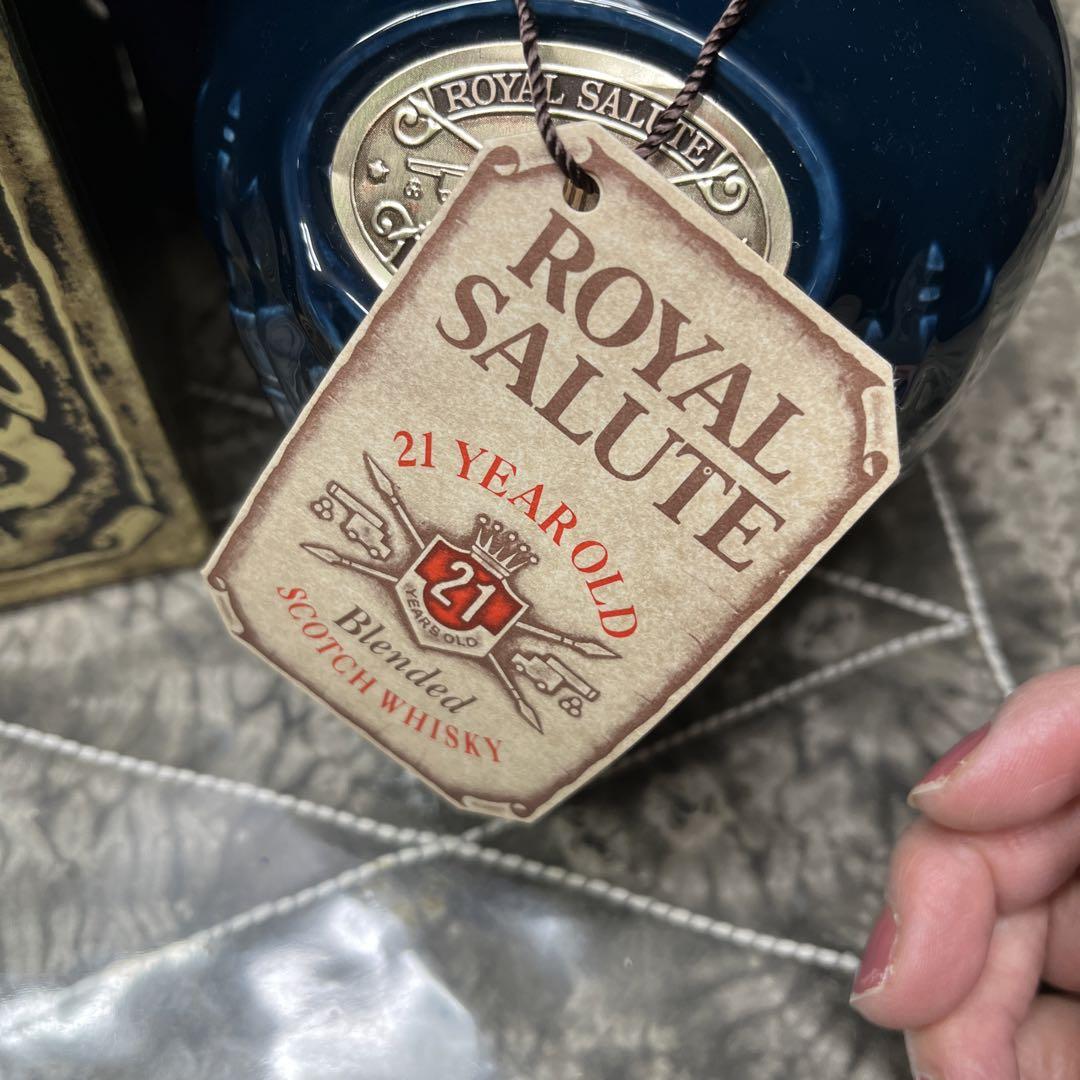 ROYAL SALUTE
ROYAL
SALUTE
21 YEAR OLD
21
YEARS OLD
Blended
SCOTCH WHISKY